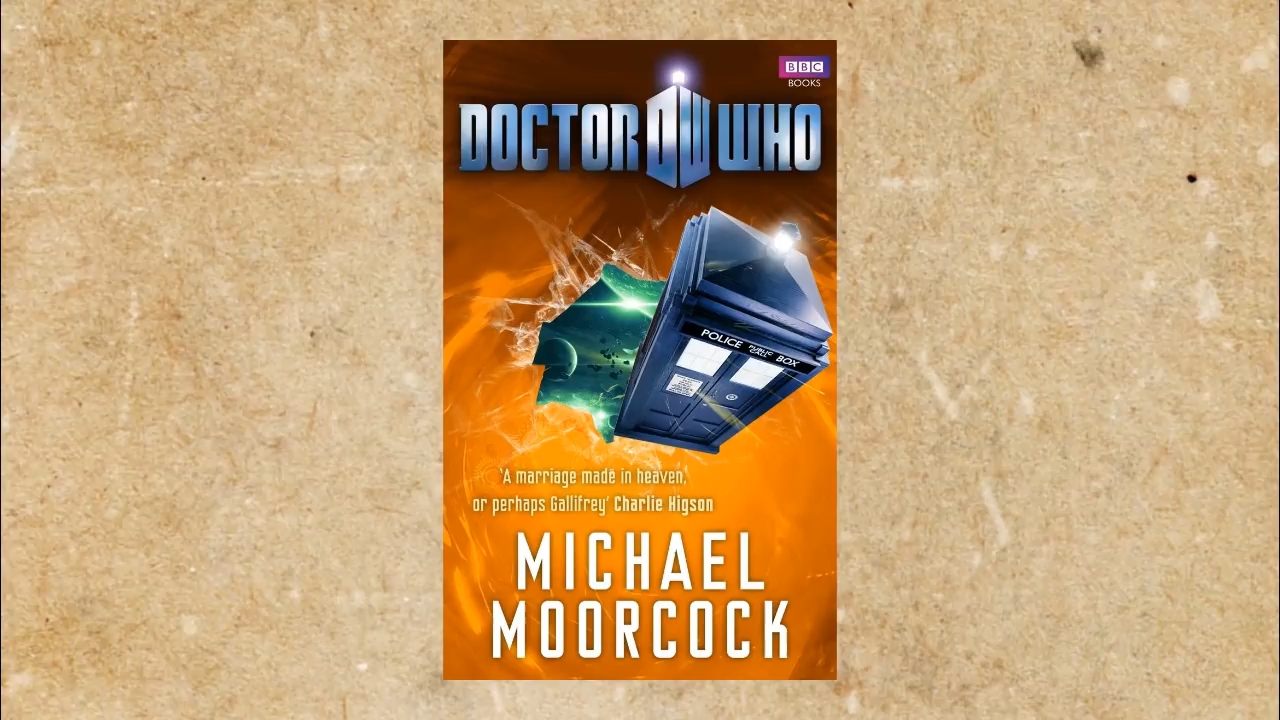 BBC
BOOKS
DOCTOR DW WHO
POLICE PUBLIC CALL BOX
‘A marriage made in heaven,
or perhaps Gallifrey’ Charlie Higson
MICHAEL
MOORCOCK